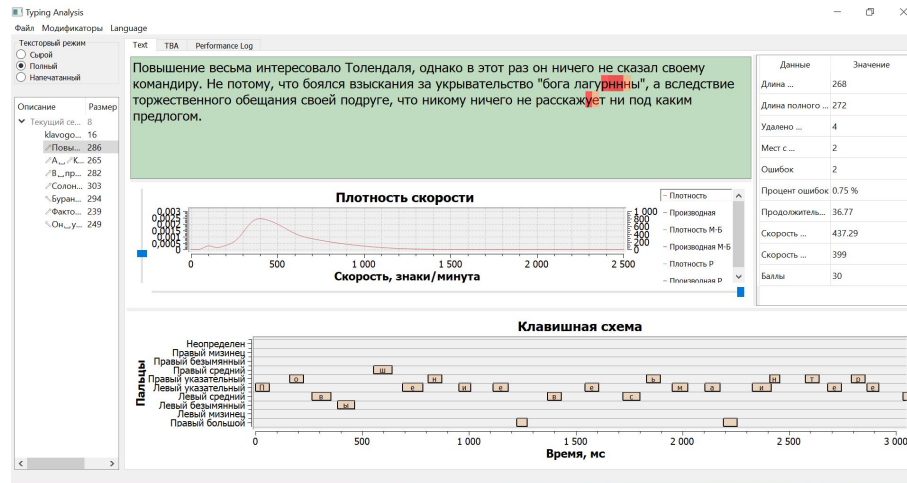 Typing Analysis
Файл Модификаторы Language
Текстовый режим
Сырой
Полный
Напечатанный
Text TBA Performance Log
Повышение весьма интересовало Толендаля, однако в этот раз он ничего не сказал своему
командиру. Не потому, что боялся взыскания за укрывательство "бога лагурнннны", а вследствие
торжественного обещания своей подруге, что никому ничего не расскажует ни под каким
предлогом.
Описание Размер
Текущий се... 8
klavogo... 16
Повы... 286
А␣ К... 265
В␣пр... 282
Солон... 303
Буран... 294
Факто... 239
Он␣у... 249
Данные Значение
Длина ... 268
Длина полного ... 272
Удалено ... 4
Мест с ... 2
Ошибок 2
Процент ошибок 0.75 %
Продолжитель... 36.77
Скорость ... 437.29
Скорость ... 399
Баллы 30
Плотность скорости
0,003
0,0025
0,002
0,0015
0,001
0,0005
0
1 000
800
600
400
200
0
0 500 1 000 1 500 2 000 2 500
Скорость, знаки/минута
Плотность
Производная
Плотность М-Б
Производная М-Б
Плотность Р
Производная Р
Клавишная схема
Пальцы
Неопределен
Правый мизинец
Правый безымянный
Правый средний
Правый указательный
Левый указательный
Левый средний
Левый безымянный
Левый мизинец
Правый большой
П о в ы ш е н и е в е с ь м а и н т е р е
0 500 1 000 1 500 2 000 2 500 3 000
Время, мс